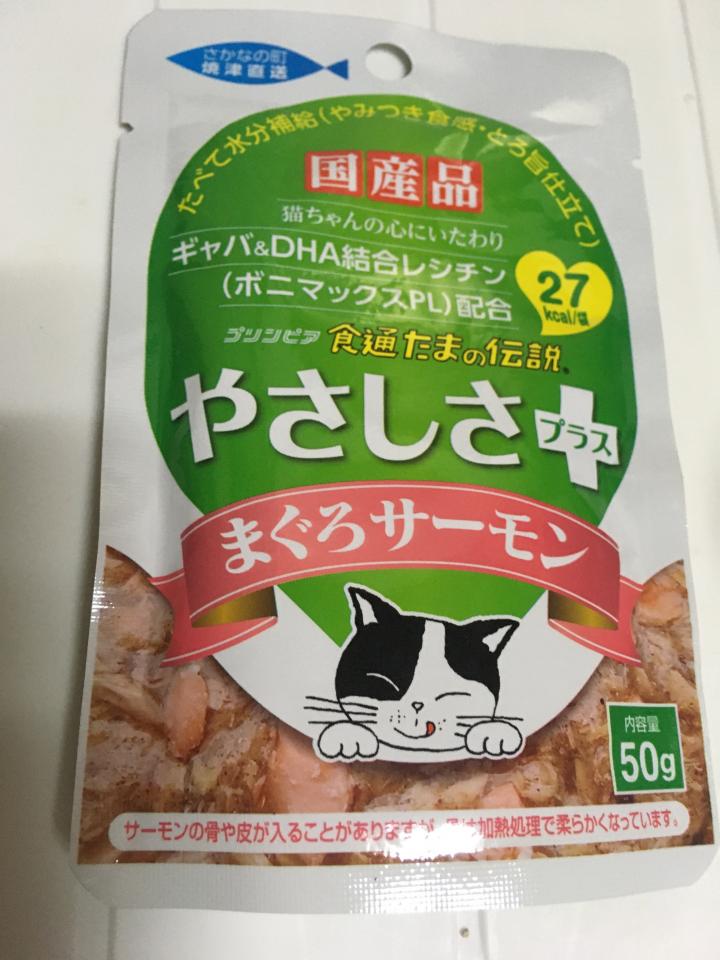 さかなの町
焼津直送
たべて水分補給(やみつき食感・とろ旨仕立て)
国産品
猫ちゃんの心にいたわり
ギャバ&DHA結合レシチン
(ボニマックスPL)配合
27
kcal/袋
プリンピア 食通たまの伝説®
やさしさプラス
まぐろサーモン
内容量
50g
サーモンの骨や皮が入ることがありますが、骨は加熱処理で柔らかくなっています。